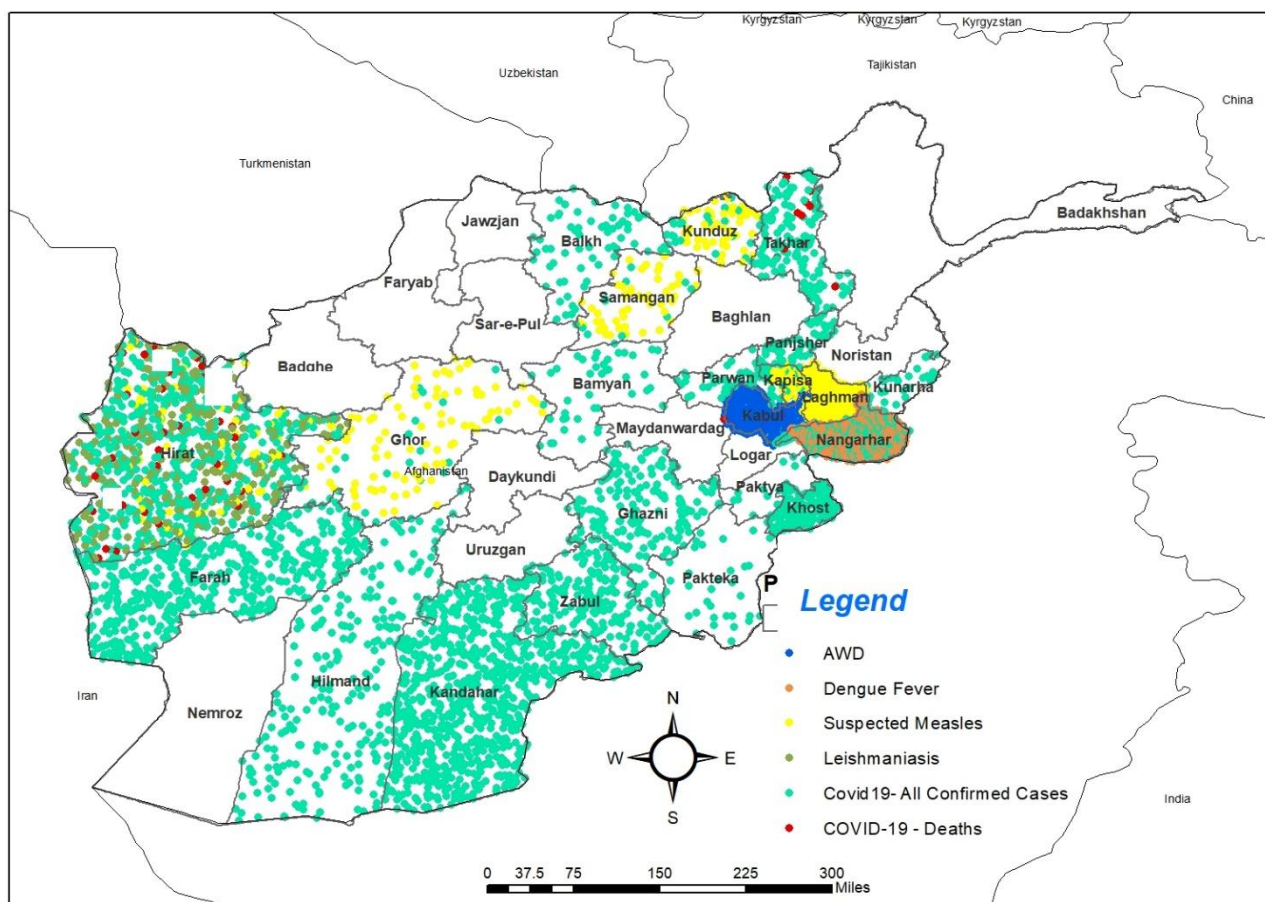 Kyrgyzstan
Kyrgyzstan
Kyrgyzstan
Uzbekistan
Tajikistan
China
Turkmenistan
Badakhshan
Jawzjan
Balkh
Kunduz
Takhar
Faryab
Samangan
Sar-e-Pul
Baghlan
Panjsher
Noristan
Badghe
Bamyan
Parwan
Kapisa
Laghman
Kunarha
Kabul
Maydanwardag
Nangarhar
Hirat
Ghor
Afghanistan
Logar
Daykundi
Paktya
Khost
Ghazni
Uruzgan
Farah
Zabul
Pakteka
P
Legend
AWD
Dengue Fever
Suspected Measles
Leishmaniasis
Covid19- All Confirmed Cases
COVID-19 - Deaths
Iran
Nemroz
Hilmand
Kandahar
N
W
E
S
India
0 37.5 75 150 225 300
Miles